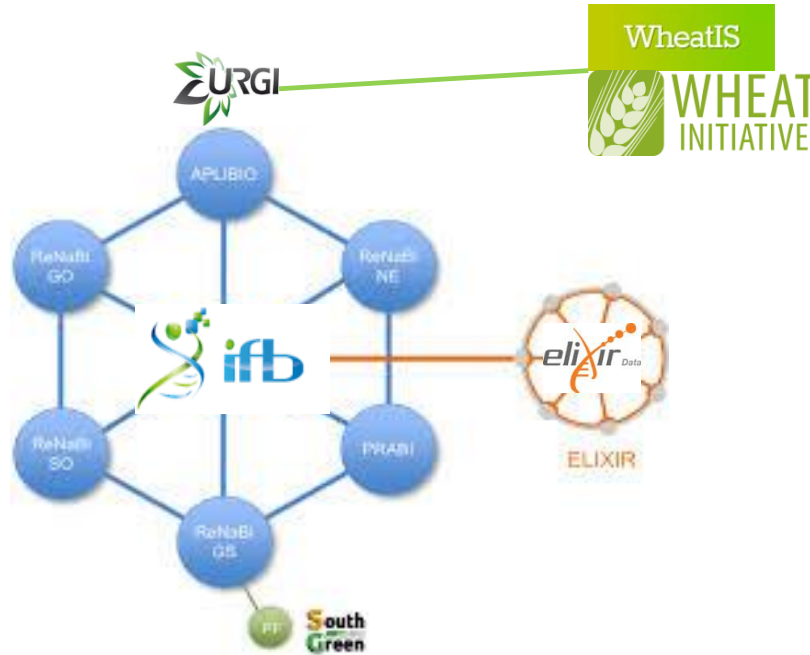 WheatIS
URGI
WHEAT
INITIATIVE
APLIBIO
ReNaBi
GO
ReNaBi
NE
ifb
elixir
Data
ReNaBi
SO
PRABI
ELIXIR
ReNaBi
GS
PF
South
Green